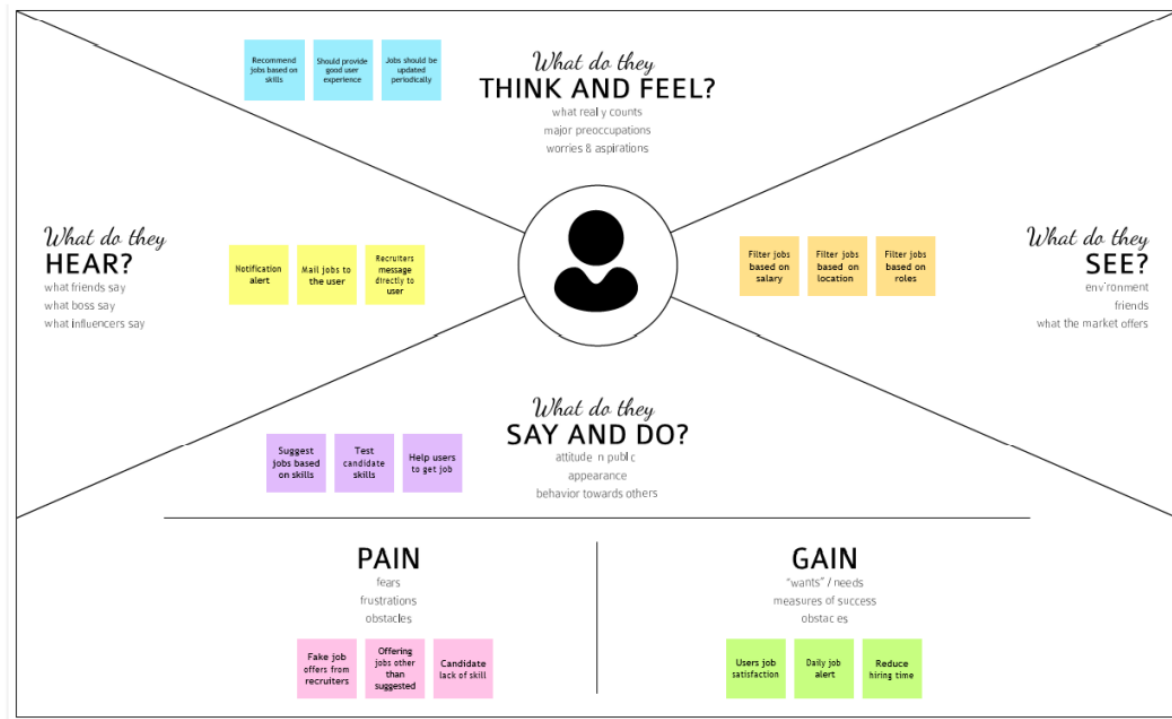 What do they
THINK AND FEEL?
what real y counts
major preoccupations
worries & aspirations
Recommend
jobs based on
skills
Should provide
good user
experience
Jobs should be
updated
periodically
What do they
HEAR?
what friends say
what boss say
what influencers say
Notification
alert
Mail jobs to
the user
Recruiters
message
directly to
user
Filter jobs
based on
salary
Filter jobs
based on
location
Filter jobs
based on
roles
What do they
SEE?
env'ronment
friends
what the market offers
What do they
SAY AND DO?
attitude n publ c
appearance
behavior towards others
Suggest
jobs based
on skills
Test
candidate
skills
Help users
to get job
PAIN
fears
frustrations
obstacles
Fake job
offers from
recruiters
Offering
jobs other
than
suggested
Candidate
lack of skill
GAIN
"wants" / needs
measures of success
obstac es
Users job
satisfaction
Daily job
alert
Reduce
hiring time